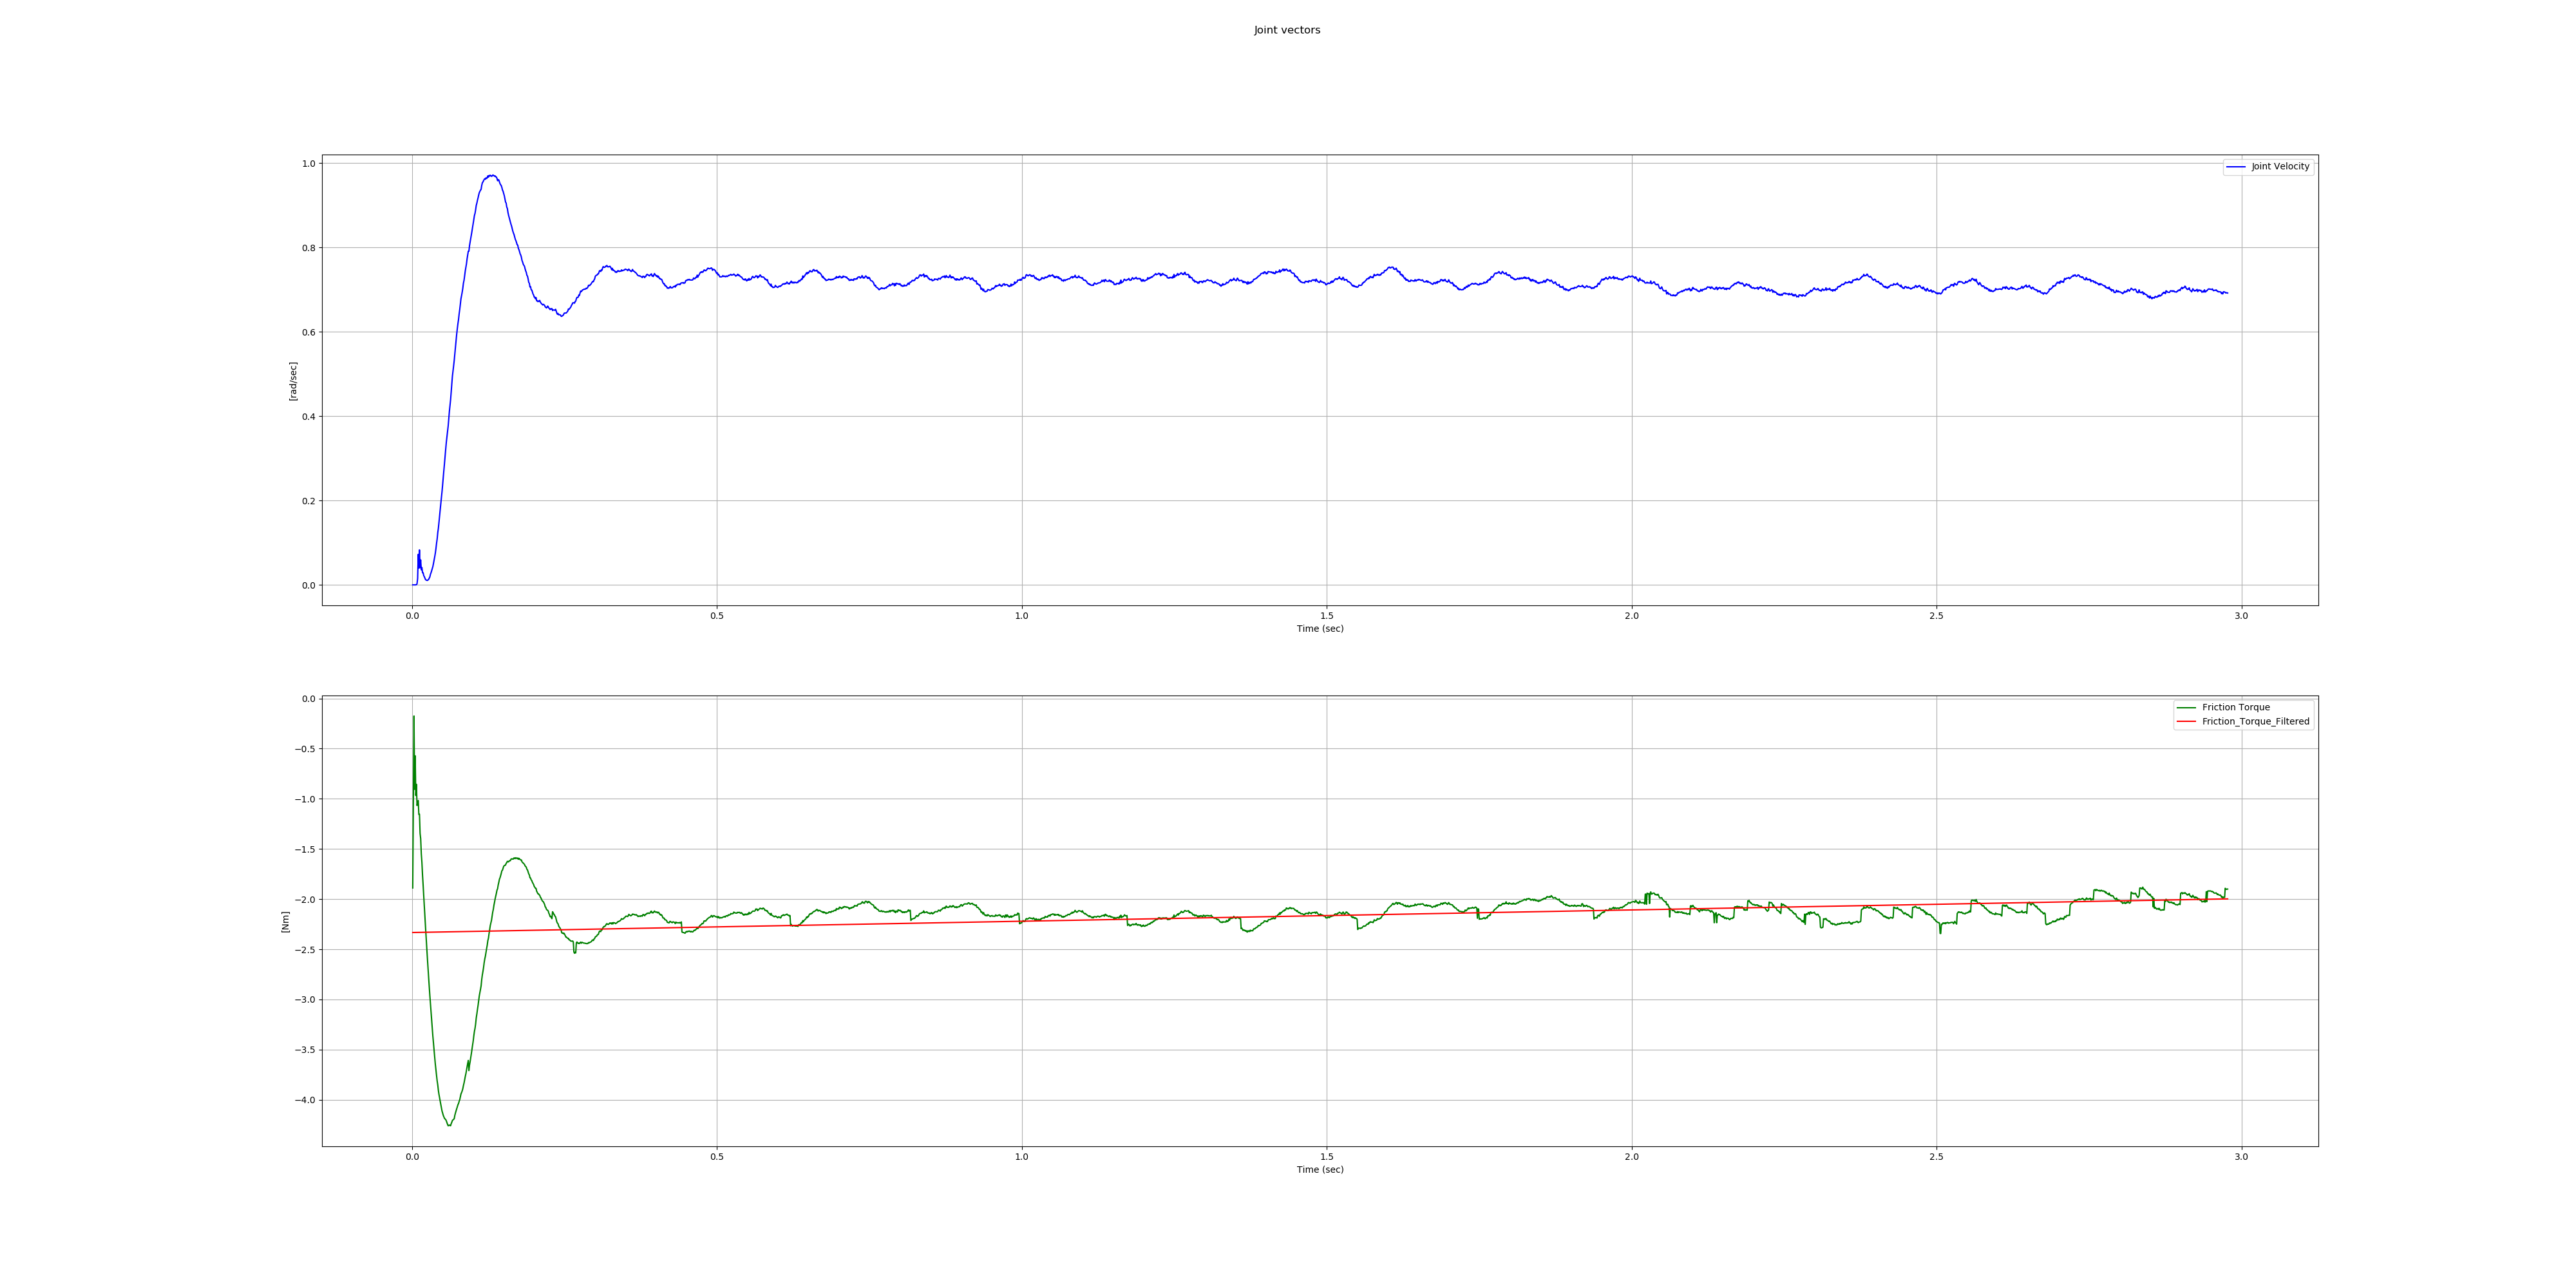 Joint vectors
Joint Velocity
1.0
0.8
0.6
0.4
0.2
0.0
[rad/sec]
0.0 0.5 1.0 1.5 2.0 2.5 3.0
Time (sec)
Friction Torque
Friction_Torque_Filtered
0.0
−0.5
−1.0
−1.5
−2.0
−2.5
−3.0
−3.5
−4.0
[Nm]
0.0 0.5 1.0 1.5 2.0 2.5 3.0
Time (sec)